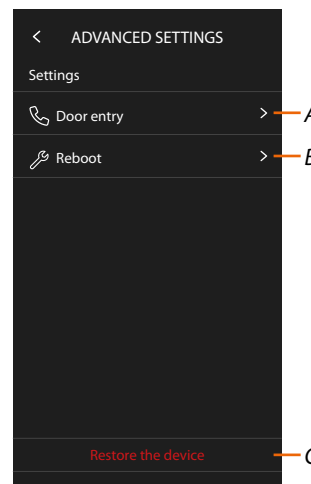 ADVANCED SETTINGS
Settings
Door entry
A
Reboot
Restore the device